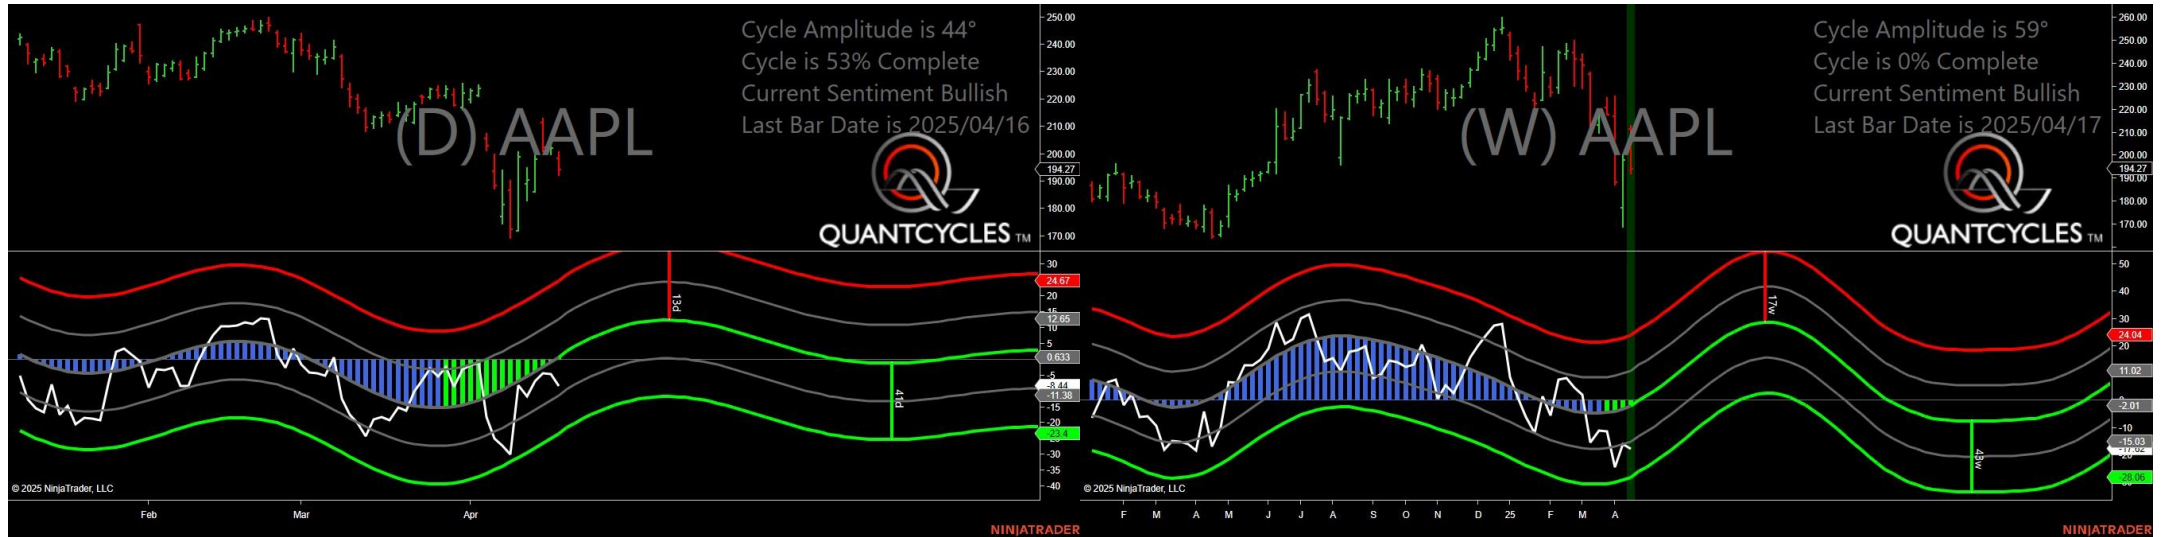 Cycle Amplitude is 44°
Cycle is 53% Complete
Current Sentiment Bullish
Last Bar Date is 2025/04/16
(D) AAPL
QUANTCYCLES TM
250.00
240.00
230.00
220.00
210.00
200.00
194.27
190.00
180.00
170.00
13d
41d
30
24.67
20
15
12.65
10
5
0.633
-5
-8.44
-11.38
-15
-20
-23.4
-30
-35
-40
© 2025 NinjaTrader, LLC
Feb
Mar
Apr
NINJATRADER
Cycle Amplitude is 59°
Cycle is 0% Complete
Current Sentiment Bullish
Last Bar Date is 2025/04/17
(W) AAPL
QUANTCYCLES TM
260.00
250.00
240.00
230.00
220.00
210.00
200.00
194.27
190.00
180.00
170.00
17w
43w
50
40
30
24.04
20
11.02
-2.01
-10
-15.03
-28.06
© 2025 NinjaTrader, LLC
F
M
A
M
J
J
A
S
O
N
D
25
F
M
A
NINJATRADER